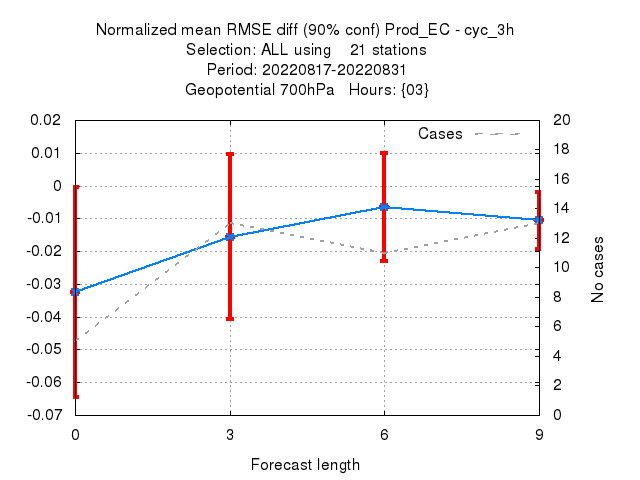 Normalized mean RMSE diff (90% conf) Prod_EC - cyc_3h
Selection: ALL using    21 stations
Period: 20220817-20220831
Geopotential 700hPa   Hours: {03}
Cases
0.02
0.01
0
-0.01
-0.02
-0.03
-0.04
-0.05
-0.06
-0.07
20
18
16
14
12
10
8
6
4
2
0
No cases
0 3 6 9
Forecast length